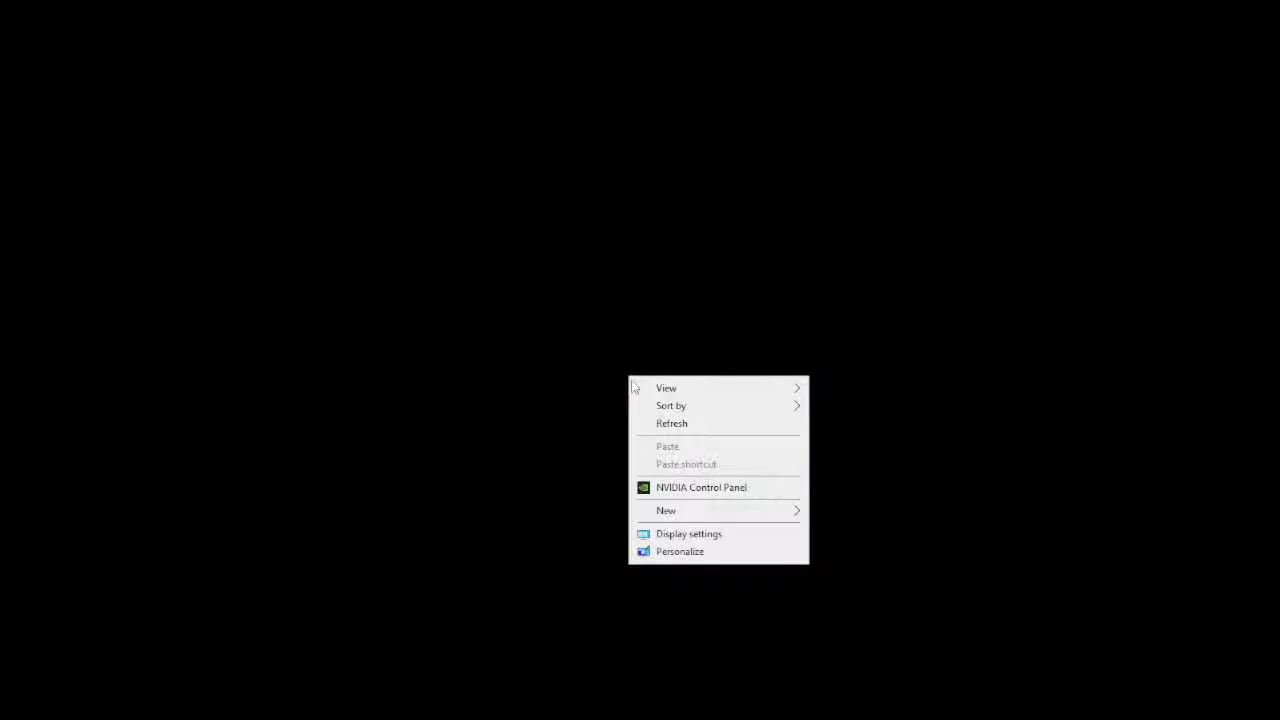 View
Sort by
Refresh
Paste
Paste shortcut
NVIDIA Control Panel
New
Display settings
Personalize